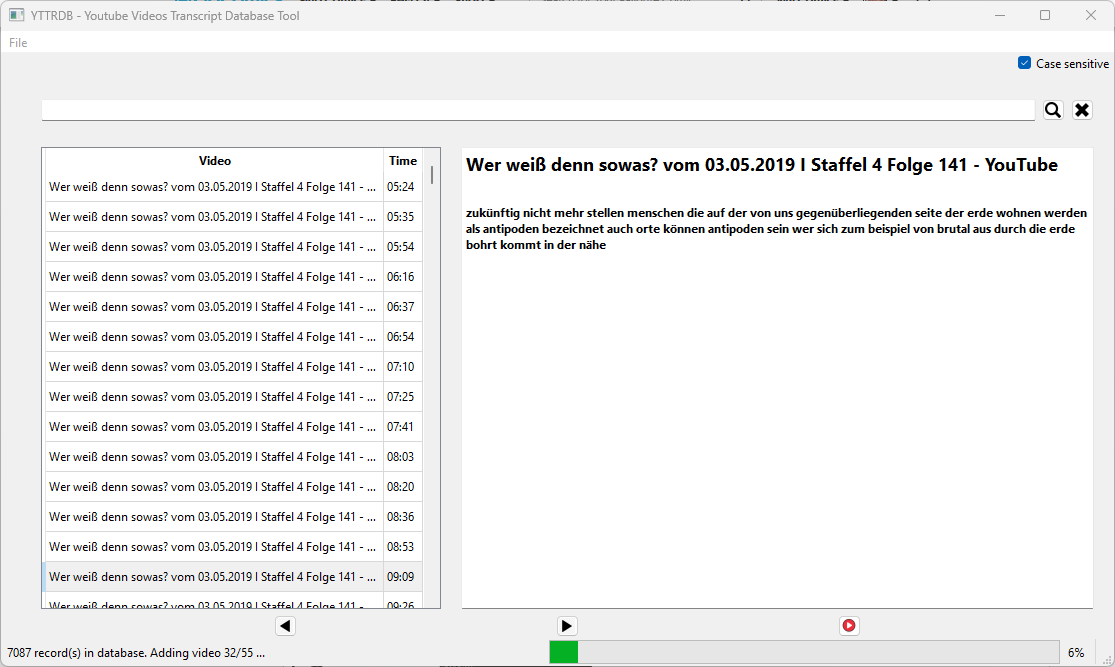 YTTRDB - Youtube Videos Transcript Database Tool
File
Case sensitive
Video Time
Wer weiß denn sowas? vom 03.05.2019 I Staffel 4 Folge 141 - ... 05:24
Wer weiß denn sowas? vom 03.05.2019 I Staffel 4 Folge 141 - ... 05:35
Wer weiß denn sowas? vom 03.05.2019 I Staffel 4 Folge 141 - ... 05:54
Wer weiß denn sowas? vom 03.05.2019 I Staffel 4 Folge 141 - ... 06:16
Wer weiß denn sowas? vom 03.05.2019 I Staffel 4 Folge 141 - ... 06:37
Wer weiß denn sowas? vom 03.05.2019 I Staffel 4 Folge 141 - ... 06:54
Wer weiß denn sowas? vom 03.05.2019 I Staffel 4 Folge 141 - ... 07:10
Wer weiß denn sowas? vom 03.05.2019 I Staffel 4 Folge 141 - ... 07:25
Wer weiß denn sowas? vom 03.05.2019 I Staffel 4 Folge 141 - ... 07:41
Wer weiß denn sowas? vom 03.05.2019 I Staffel 4 Folge 141 - ... 08:03
Wer weiß denn sowas? vom 03.05.2019 I Staffel 4 Folge 141 - ... 08:20
Wer weiß denn sowas? vom 03.05.2019 I Staffel 4 Folge 141 - ... 08:36
Wer weiß denn sowas? vom 03.05.2019 I Staffel 4 Folge 141 - ... 08:53
Wer weiß denn sowas? vom 03.05.2019 I Staffel 4 Folge 141 - ... 09:09
Wer weiß denn sowas? vom 03.05.2019 I Staffel 4 Folge 141 - ... 09:26
Wer weiß denn sowas? vom 03.05.2019 I Staffel 4 Folge 141 - YouTube
zukünftig nicht mehr stellen menschen die auf der von uns gegenüberliegenden seite der erde wohnen werden
als antipoden bezeichnet auch orte können antipoden sein wer sich zum beispiel von brutal aus durch die erde
bohrt kommt in der nähe
7087 record(s) in database. Adding video 32/55 ...
6%